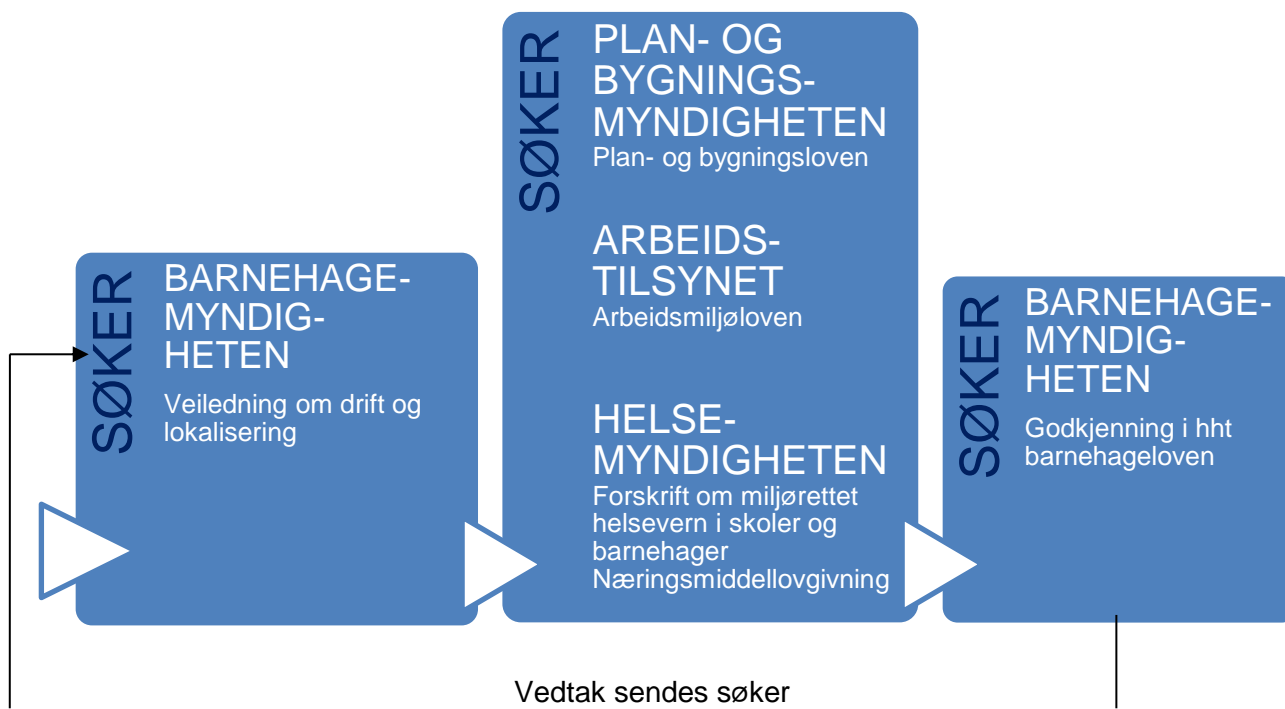 SØKER
BARNEHAGE-
MYNDIG-
HETEN
Veiledning om drift og
lokalisering
SØKER
PLAN- OG
BYGNINGS-
MYNDIGHETEN
Plan- og bygningsloven
ARBEIDS-
TILSYNET
Arbeidsmiljøloven
HELSE-
MYNDIGHETEN
Forskrift om miljørettet
helsevern i skoler og
barnehager
Næringsmiddellovgivning
SØKER
BARNEHAGE-
MYNDIG-
HETEN
Godkjenning i hht
barnehageloven
Vedtak sendes søker